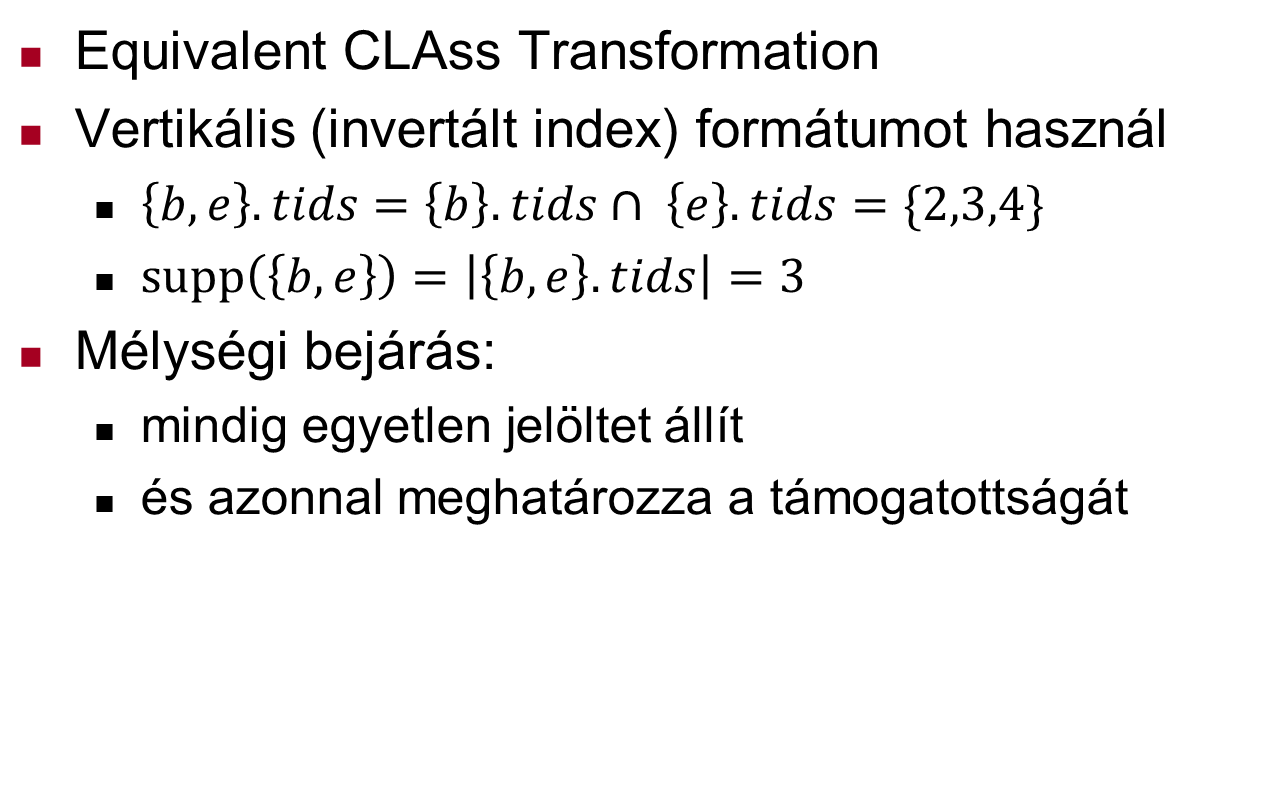 Equivalent CLAss Transformation
Vertikális (invertált index) formátumot használ
{b, e}. tids = {b}. tids ∩ {e}. tids = {2,3,4}
supp({b, e}) = |{b, e}. tids| = 3
Mélységi bejárás:
mindig egyetlen jelöltet állít
és azonnal meghatározza a támogatottságát